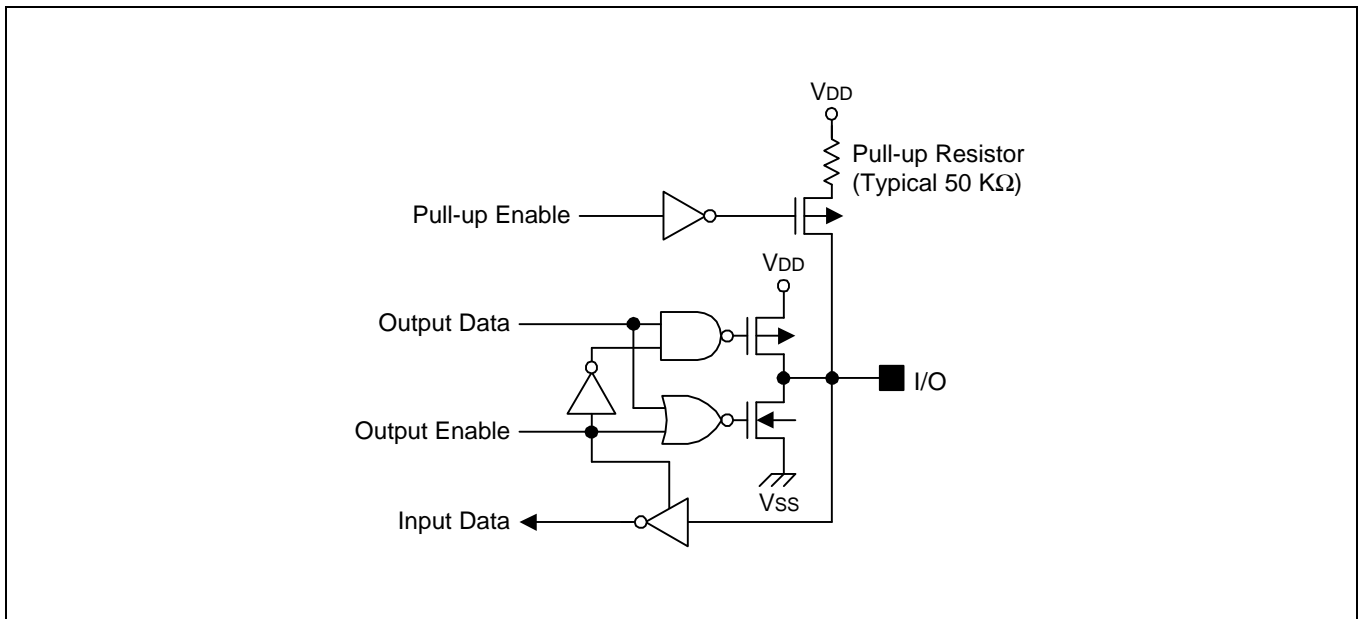 VDD
Pull-up Resistor
(Typical 50 KΩ)
Pull-up Enable
VDD
Output Data
I/O
Output Enable
VSS
Input Data